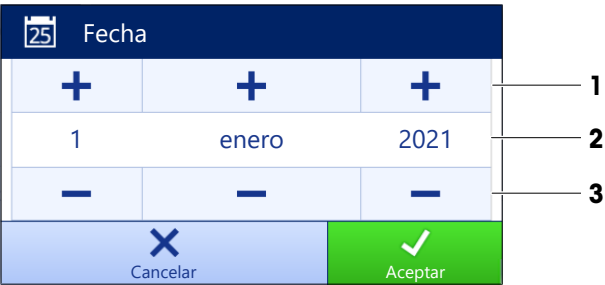 25 Fecha
+ + + 1
1 enero 2021 2
− − − 3
Cancelar Aceptar